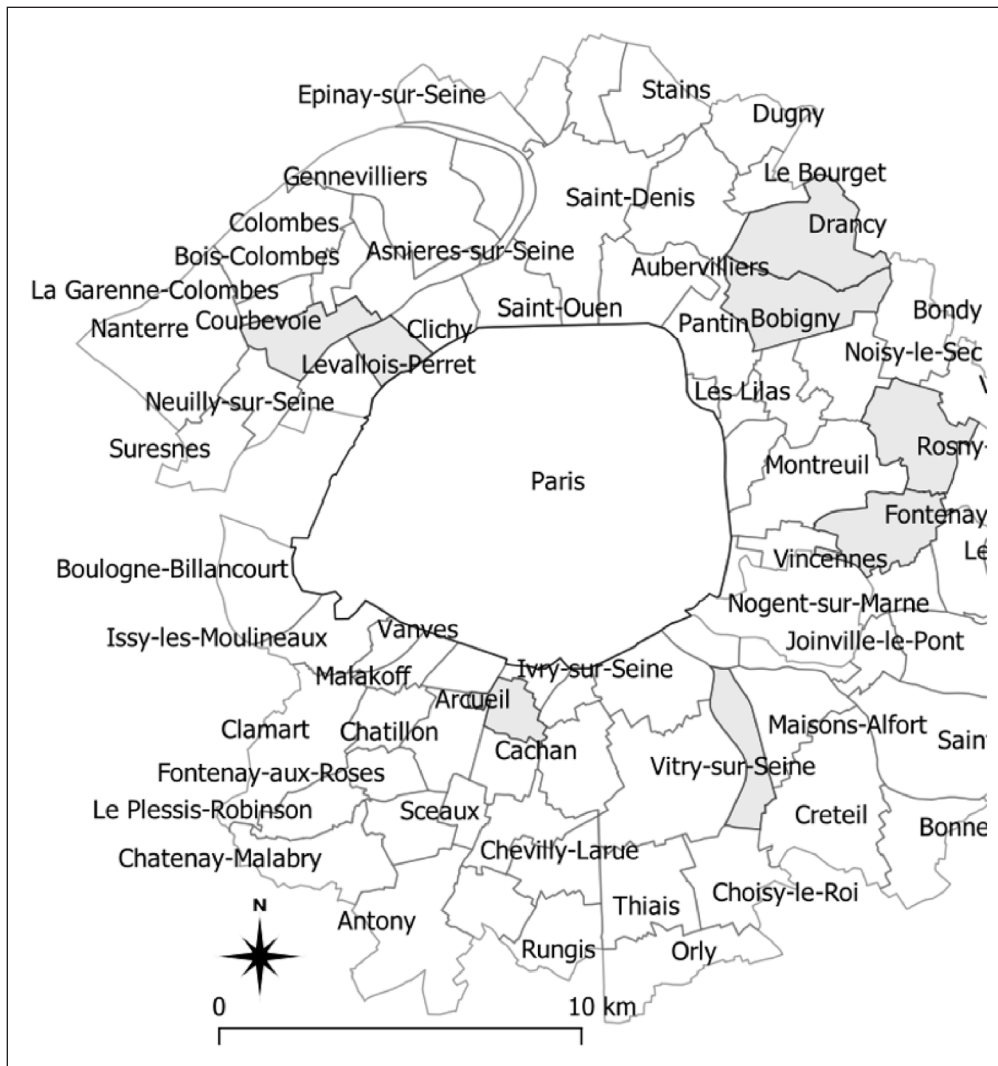 Stains
Epinay-sur-Seine
Dugny
Le Bourget
Gennevilliers
Saint-Denis
Colombes
Drancy
Bois-Colombes
Asnieres-sur-Seine
Aubervilliers
La Garenne-Colombes
Saint-Ouen
Bondy
Nanterre
Courbevoie
Clichy
Pantin
Bobigny
Noisy-le-Sec
Levallois-Perret
V
Les Lilas
Neuilly-sur-Seine
Suresnes
Rosny-
Montreuil
Paris
Fontenay
Le
Vincennes
Boulogne-Billancourt
Nogent-sur-Marne
Issy-les-Moulineaux
Vanves
Joinville-le-Pont
Malakoff
Ivry-sur-Seine
Arcueil
Clamart
Chatillon
Maisons-Alfort
Saint
Cachan
Fontenay-aux-Roses
Vitry-sur-Seine
Le Plessis-Robinson
Sceaux
Creteil
Bonne
Chatenay-Malabry
Chevilly-Larue
Choisy-le-Roi
N
Antony
Thiais
Rungis
Orly
0
10 km